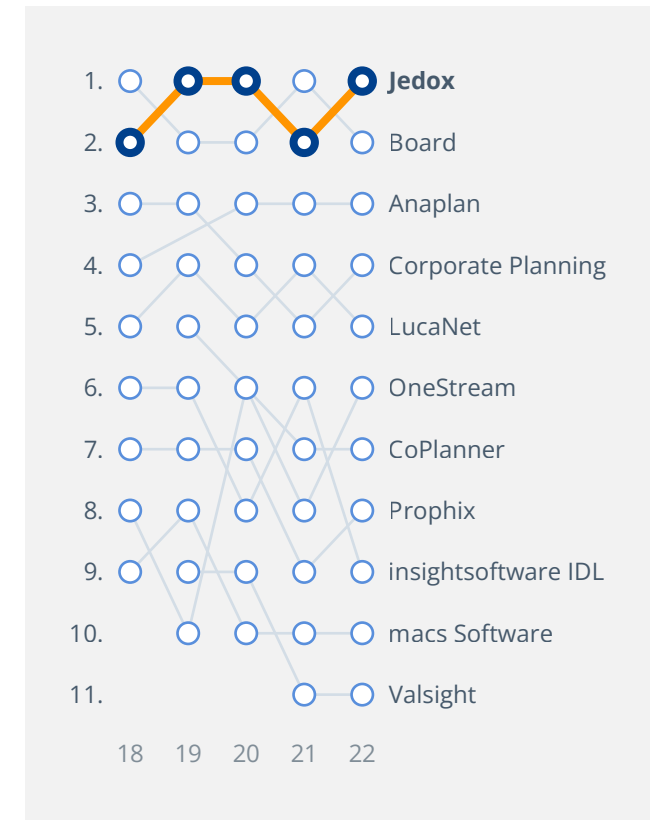 1. Jedox
2. Board
3. Anaplan
4. Corporate Planning
5. LucaNet
6. OneStream
7. CoPlanner
8. Prophix
9. insightsoftware IDL
10. macs Software
11. Valsight
18 19 20 21 22